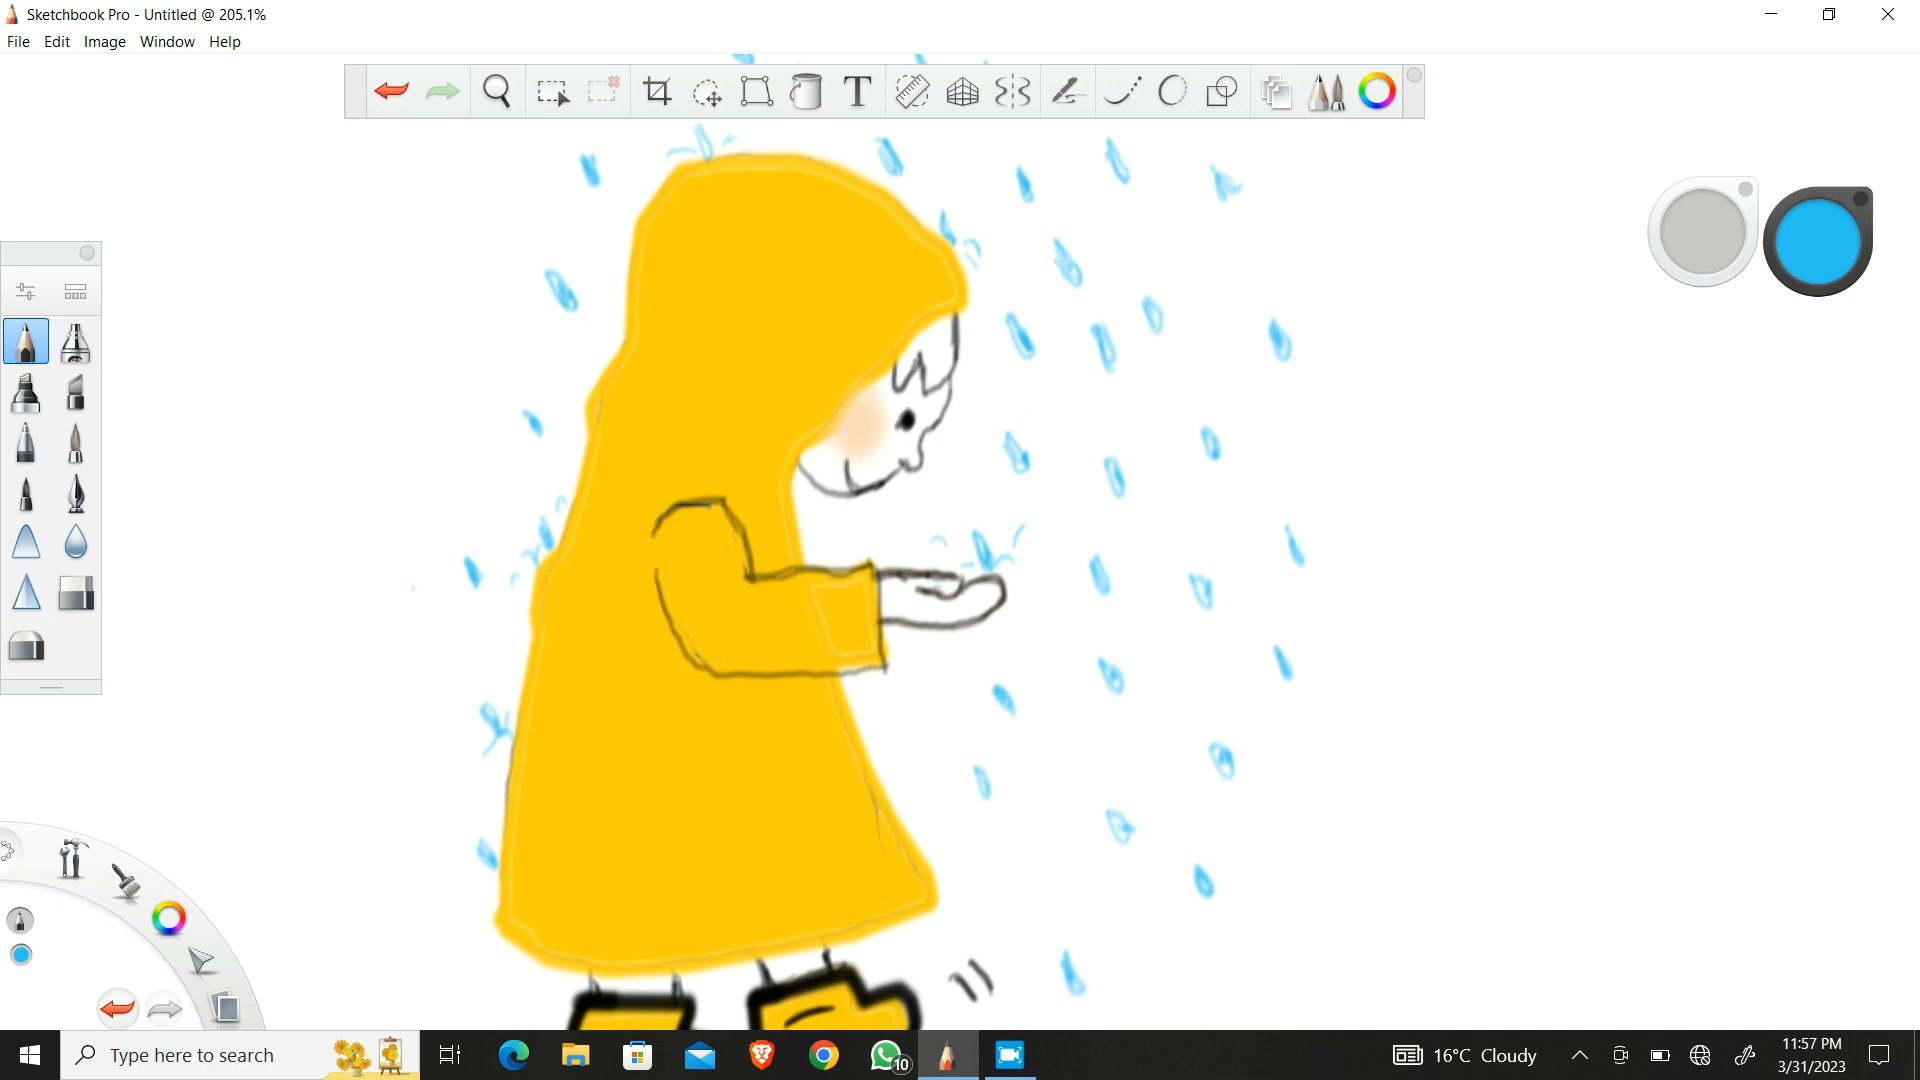 Sketchbook Pro - Untitled @ 205.1%
File Edit Image Window Help
T
Type here to search
10
16°C Cloudy
11:57 PM
3/31/2023